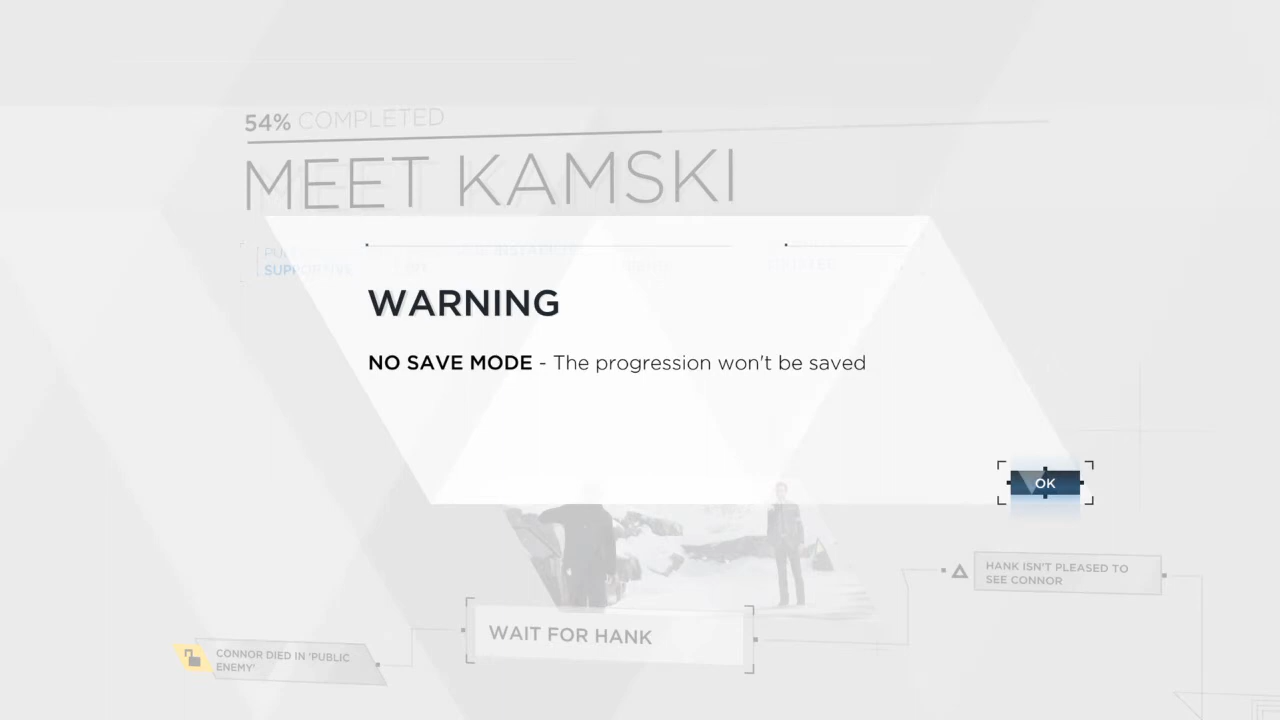 54% COMPLETED
MEET KAMSKI
SUPPORTIVE
WARNING
NO SAVE MODE - The progression won't be saved
OK
HANK ISN'T PLEASED TO
SEE CONNOR
WAIT FOR HANK
CONNOR DIED IN 'PUBLIC
ENEMY'